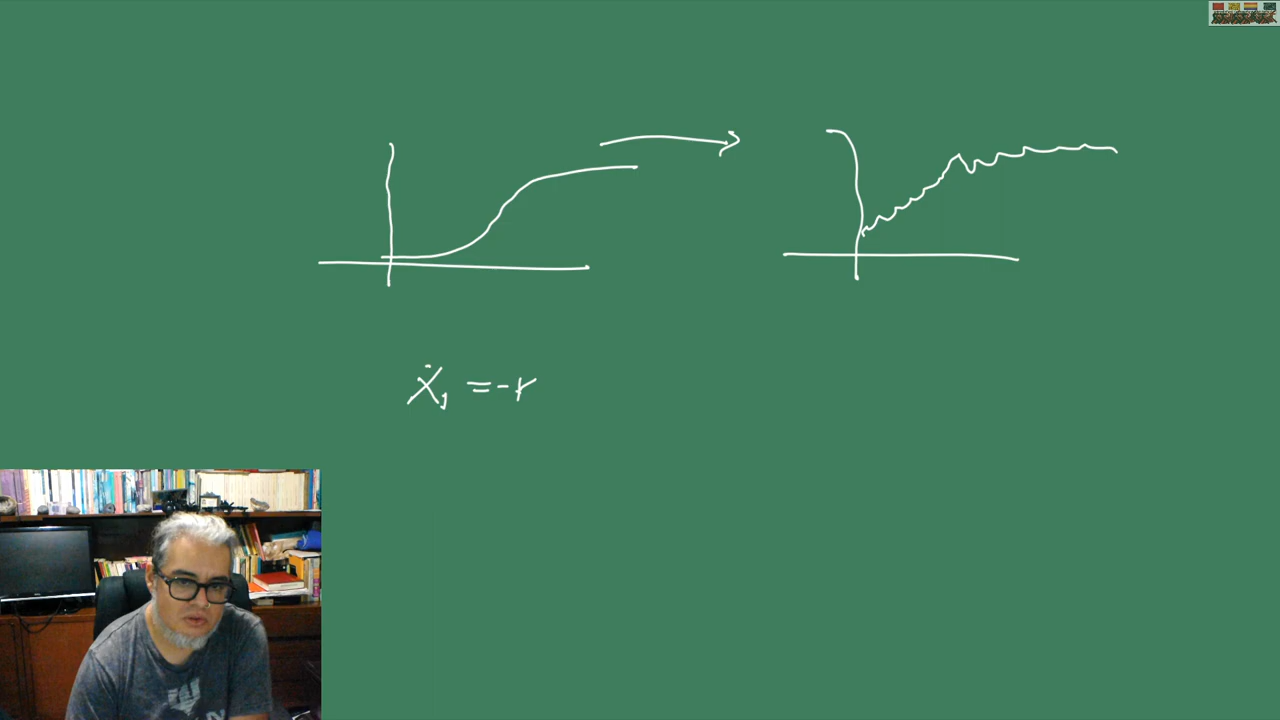 ẋ₁ = -r